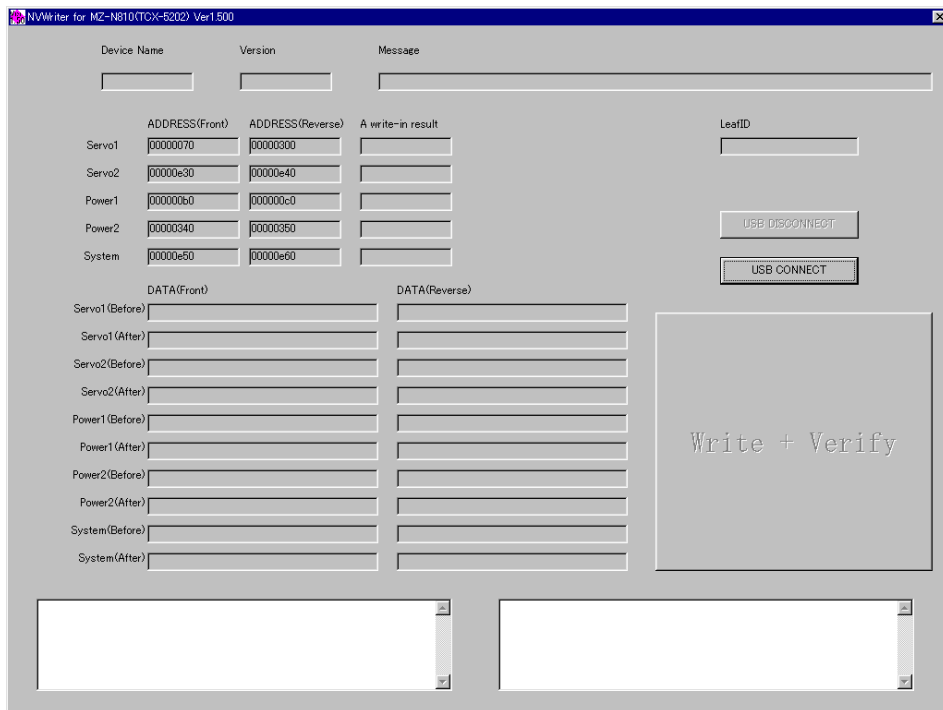 NVWriter for MZ-N810(TCX-5202) Ver1.500
Device Name Version Message
ADDRESS(Front) ADDRESS(Reverse) A write-in result LeafID
Servo1 00000070 00000300
Servo2 00000e30 00000e40
Power1 000000b0 000000c0
Power2 00000340 00000350
USB DISCONNECT
System 00000e50 00000e60
USB CONNECT
DATA(Front) DATA(Reverse)
Servo1(Before)
Servo1(After)
Servo2(Before)
Servo2(After)
Power1(Before)
Power1(After)
Write + Verify
Power2(Before)
Power2(After)
System(Before)
System(After)